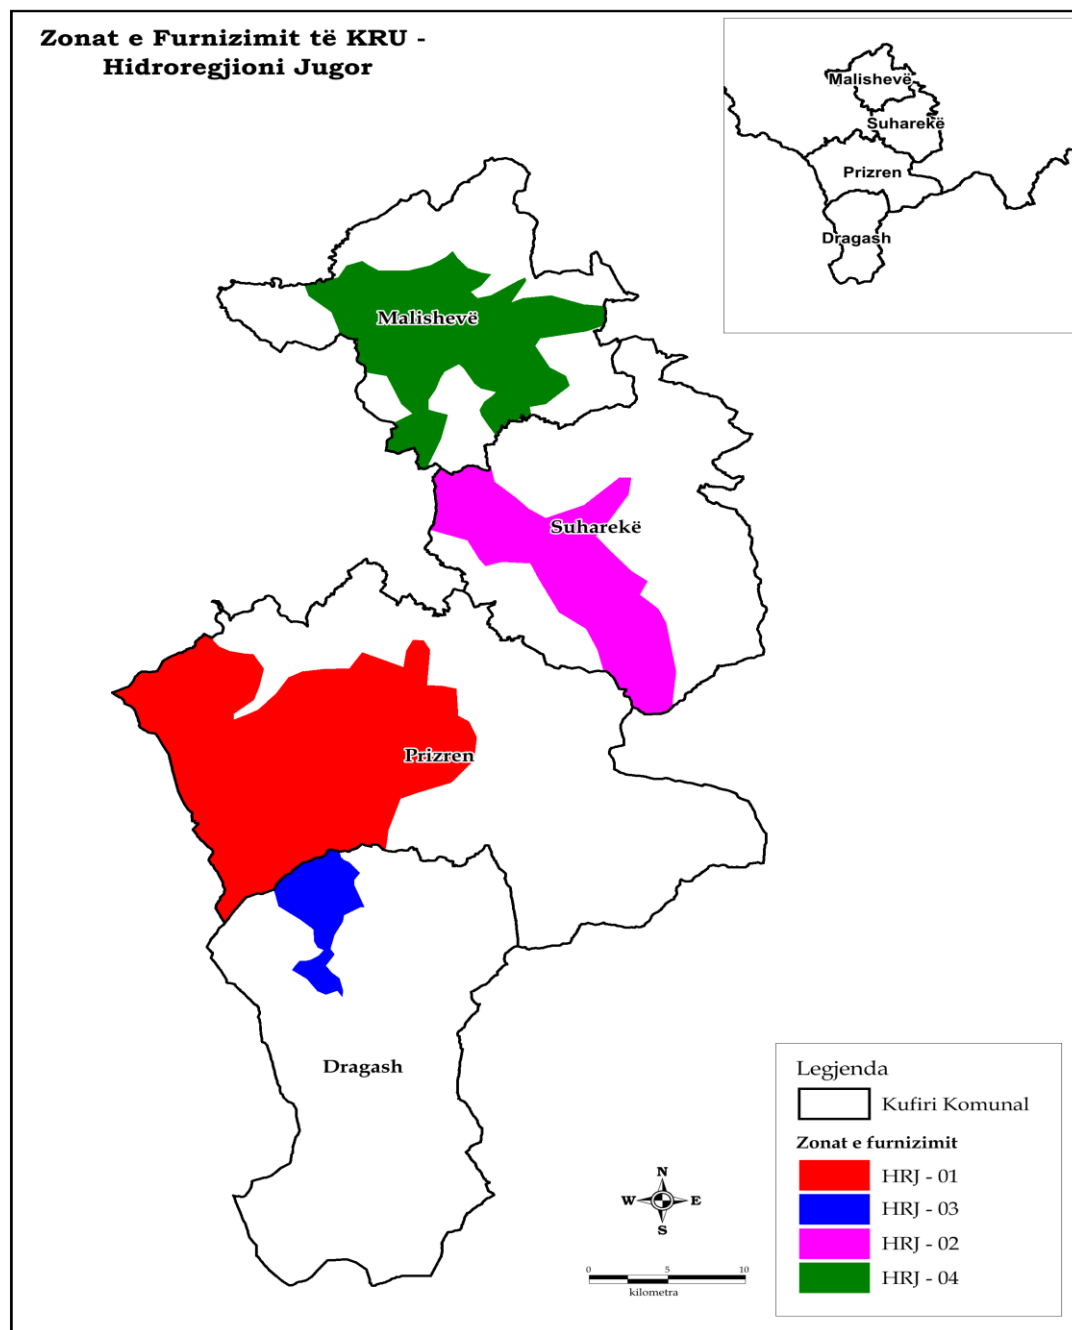 Zonat e Furnizimit të KRU -
Hidroregjioni Jugor
Malishevë
Suharekë
Prizren
Dragash
Malishevë
Suharekë
Prizren
Dragash
Legjenda
Kufiri Komunal
Zonat e furnizimit
HRJ - 01
HRJ - 03
HRJ - 02
HRJ - 04
N
W E
S
0 5 10
kilometra